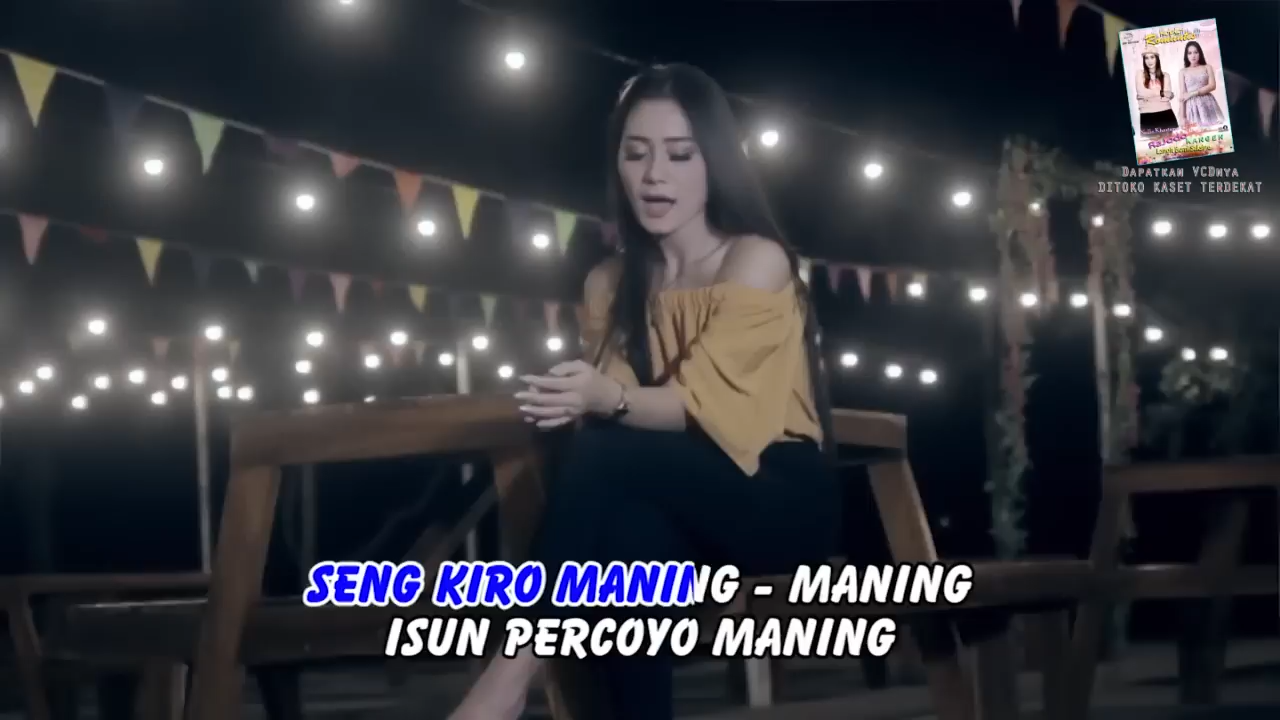 DAPATKAN VCDNYA
DITOKO KASET TERDEKAT
SENG KIRO MANING - MANING
ISUN PERCOYO MANING